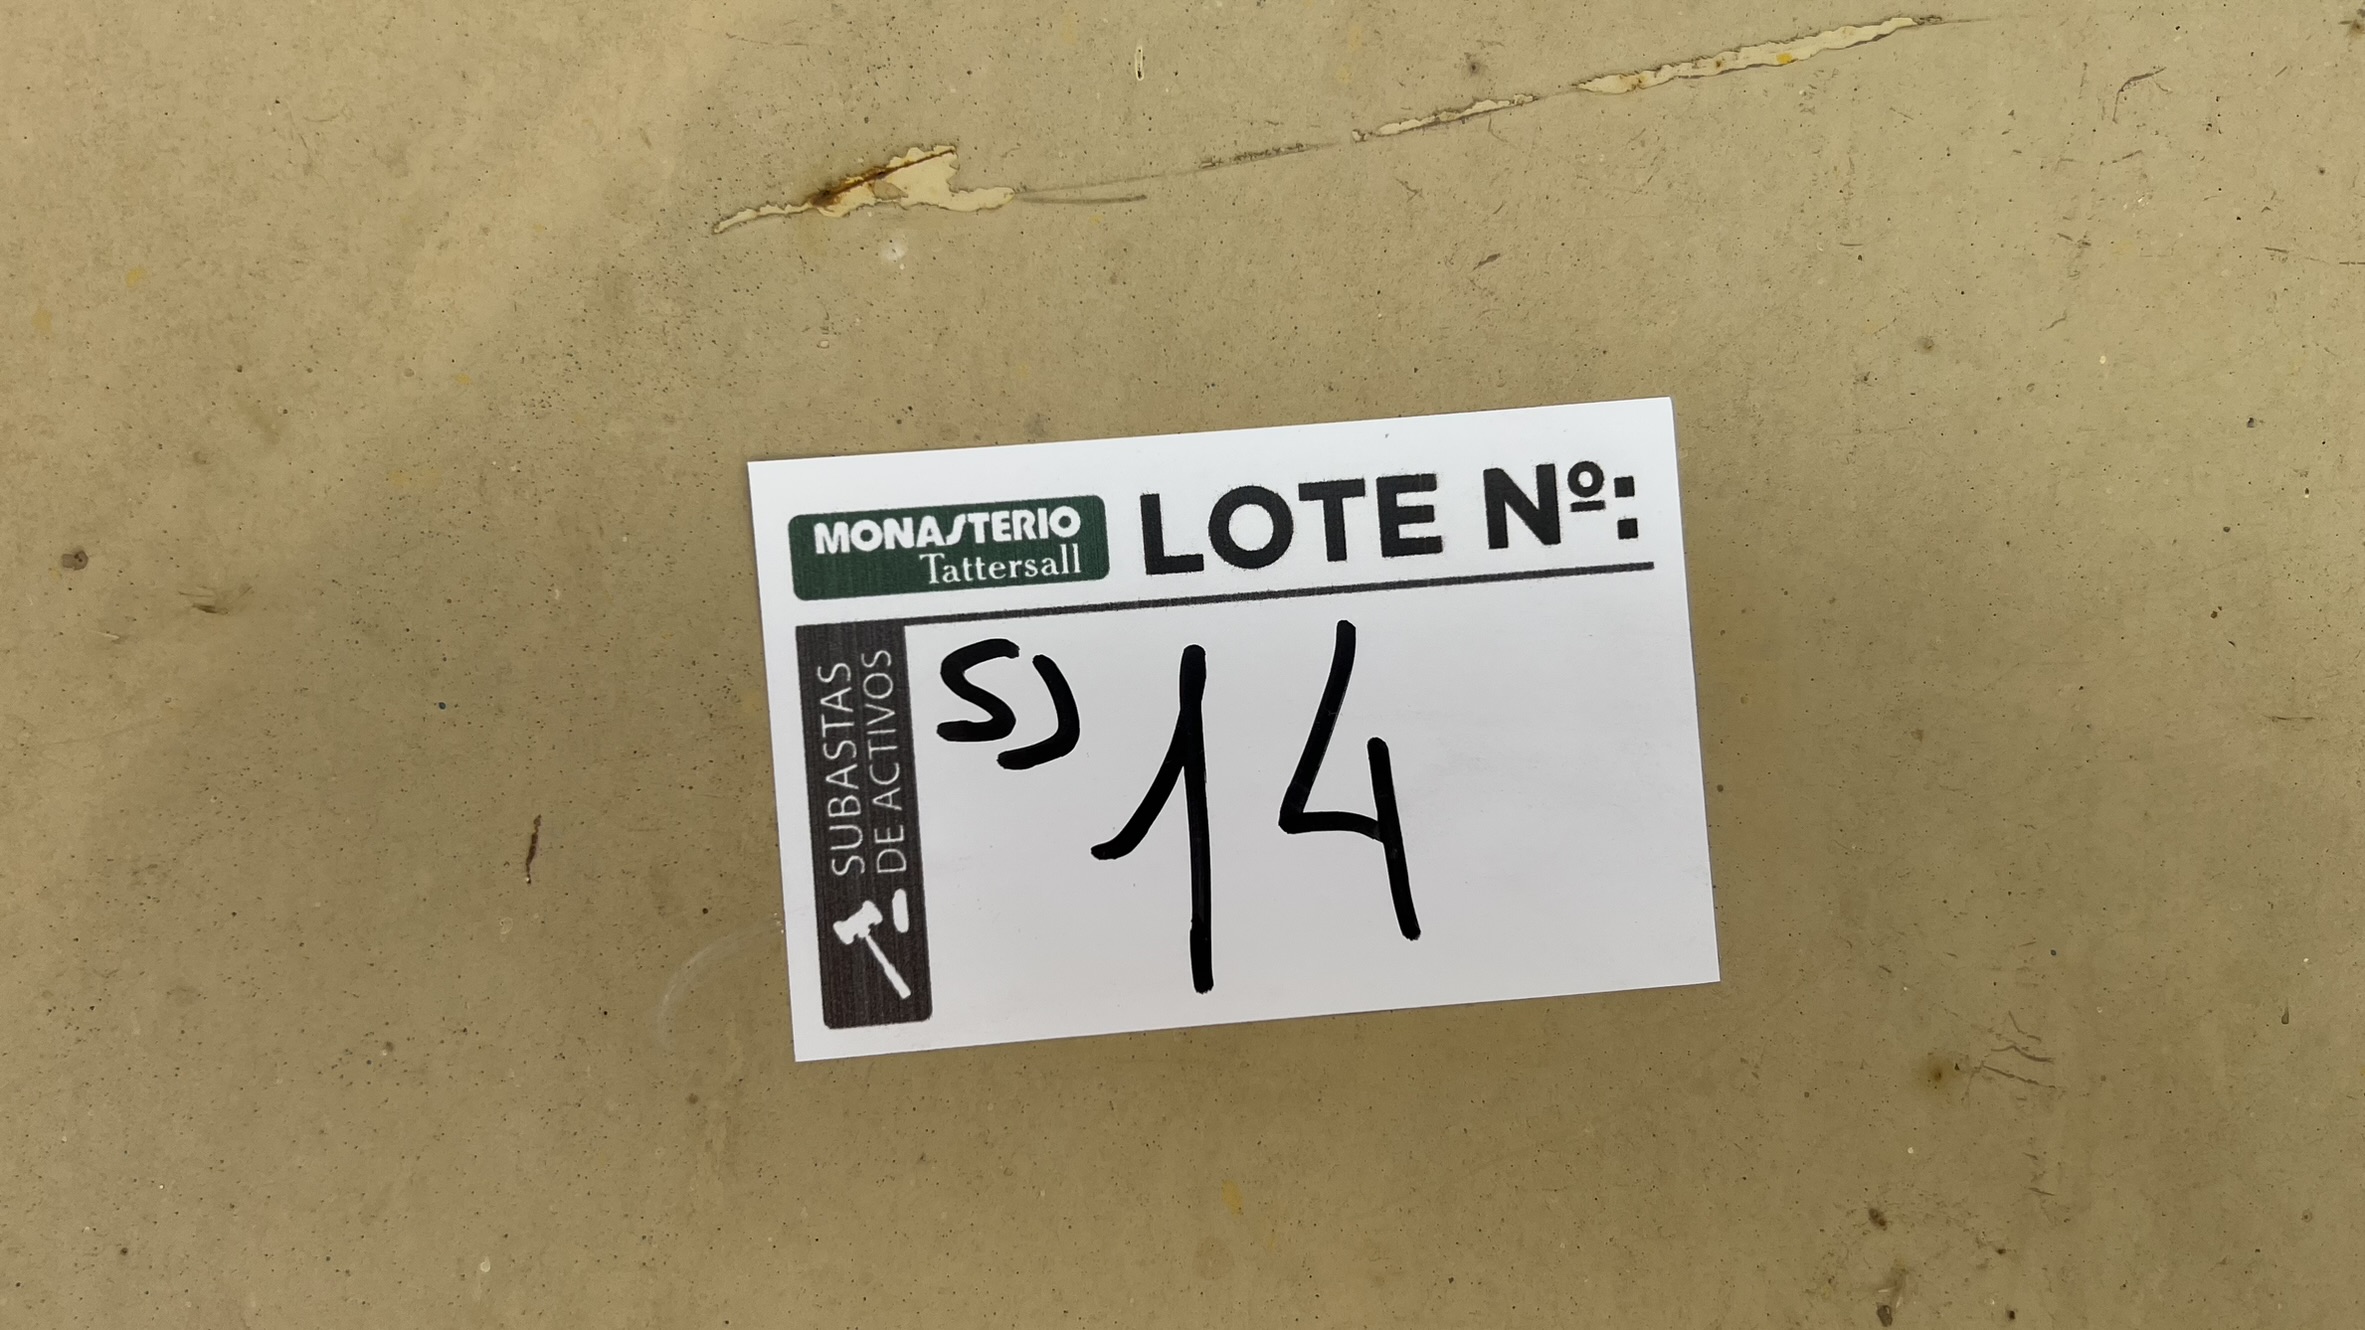 MONASTERIO
Tattersall
LOTE Nº:
SUBASTAS
DE ACTIVOS
SJ 14